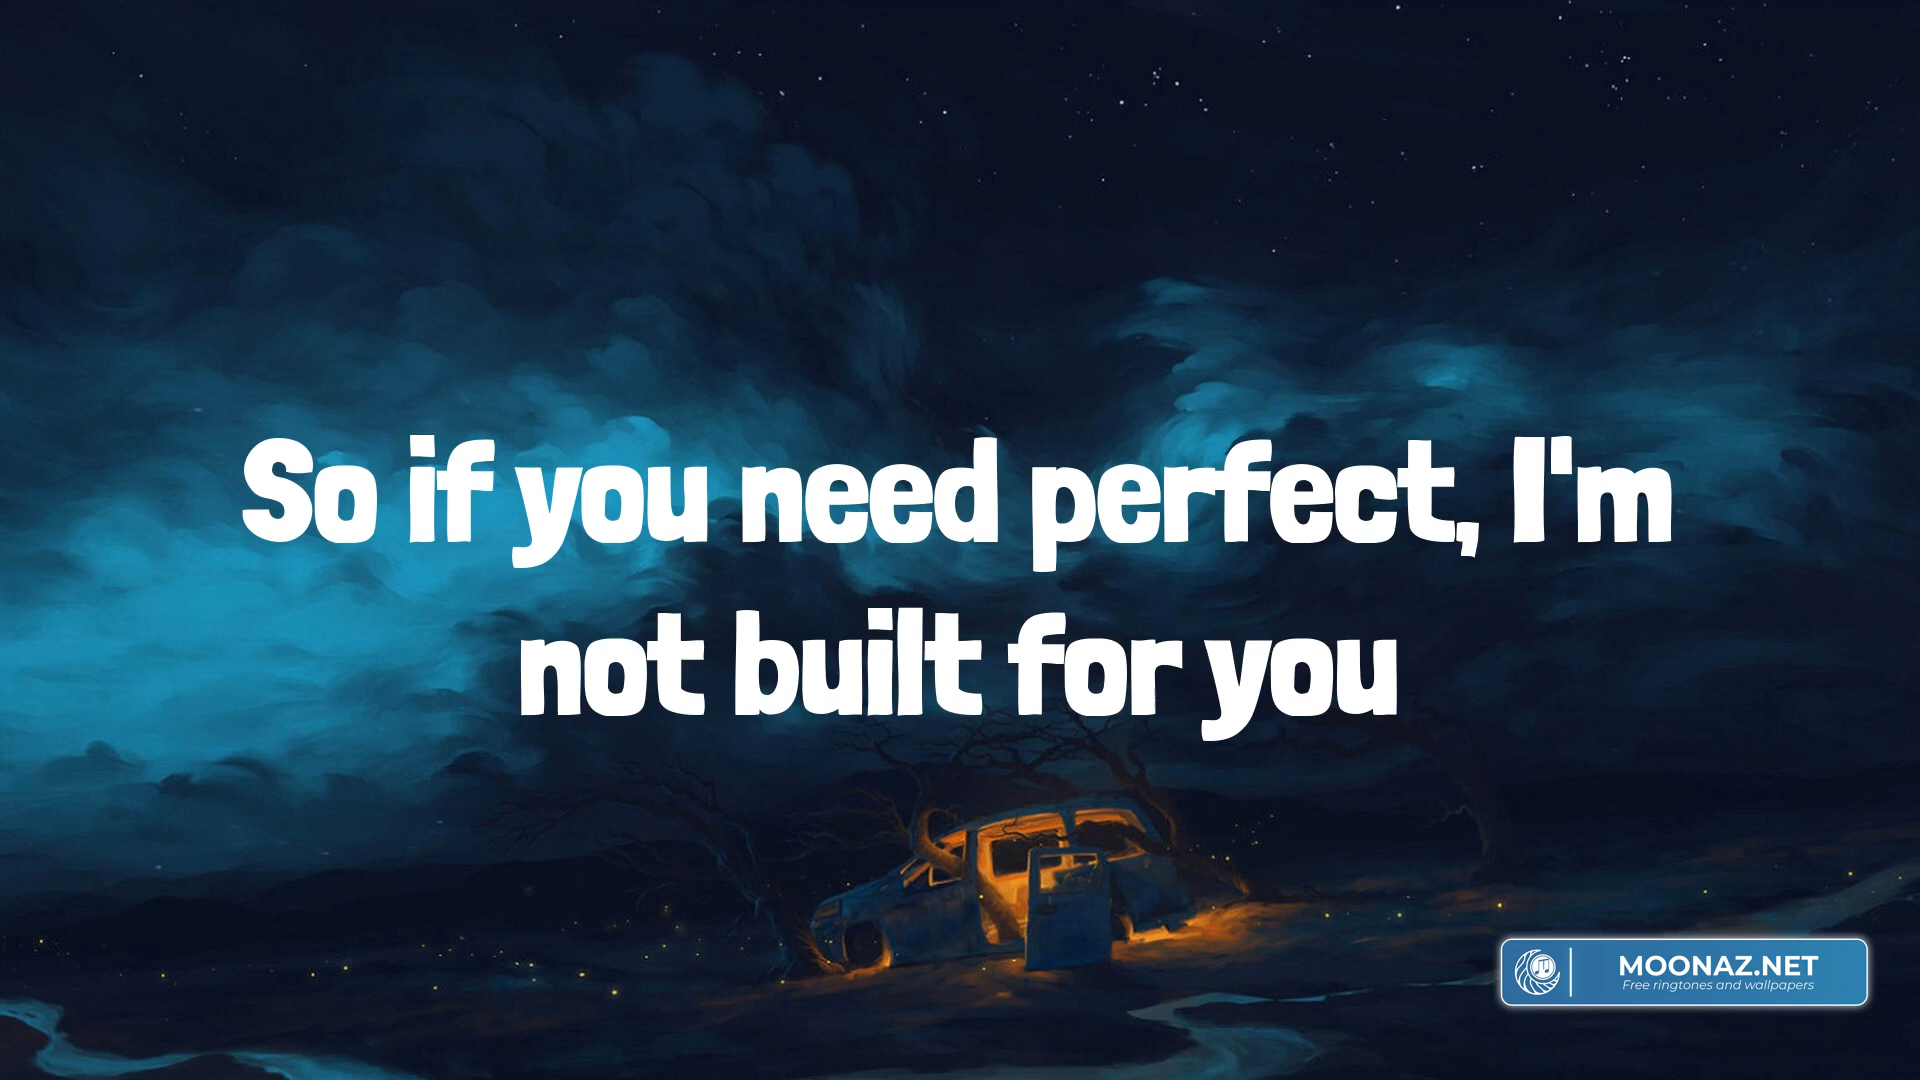 So if you need perfect, I'm
not built for you
MOONAZ.NET
Free ringtones and wallpapers